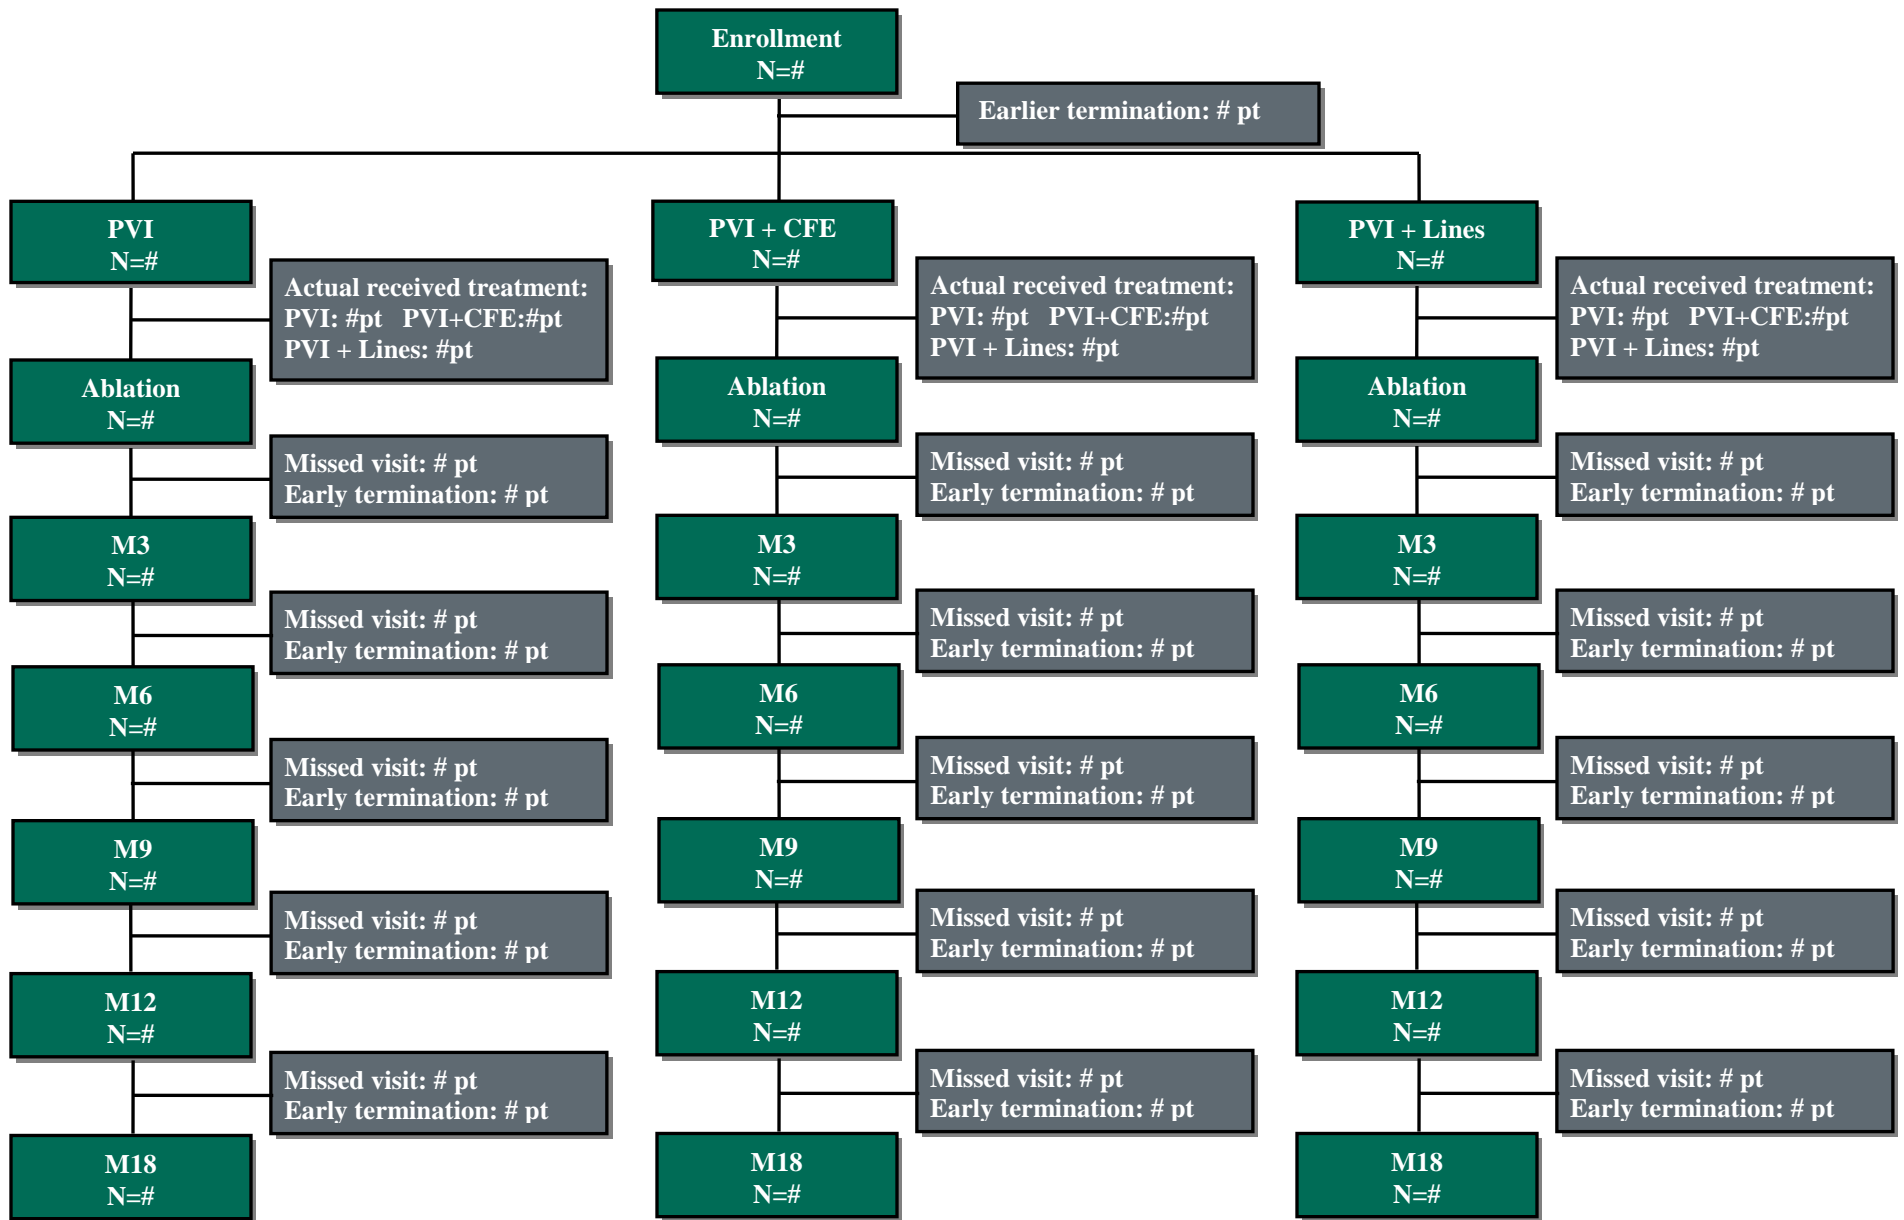 Enrollment
N=#
Earlier termination: # pt
PVI
N=#
Actual received treatment:
PVI: #pt   PVI+CFE:#pt
PVI + Lines: #pt
Ablation
N=#
Missed visit: # pt
Early termination: # pt
M3
N=#
Missed visit: # pt
Early termination: # pt
M6
N=#
Missed visit: # pt
Early termination: # pt
M9
N=#
Missed visit: # pt
Early termination: # pt
M12
N=#
Missed visit: # pt
Early termination: # pt
M18
N=#
PVI + CFE
N=#
Actual received treatment:
PVI: #pt   PVI+CFE:#pt
PVI + Lines: #pt
Ablation
N=#
Missed visit: # pt
Early termination: # pt
M3
N=#
Missed visit: # pt
Early termination: # pt
M6
N=#
Missed visit: # pt
Early termination: # pt
M9
N=#
Missed visit: # pt
Early termination: # pt
M12
N=#
Missed visit: # pt
Early termination: # pt
M18
N=#
PVI + Lines
N=#
Actual received treatment:
PVI: #pt   PVI+CFE:#pt
PVI + Lines: #pt
Ablation
N=#
Missed visit: # pt
Early termination: # pt
M3
N=#
Missed visit: # pt
Early termination: # pt
M6
N=#
Missed visit: # pt
Early termination: # pt
M9
N=#
Missed visit: # pt
Early termination: # pt
M12
N=#
Missed visit: # pt
Early termination: # pt
M18
N=#